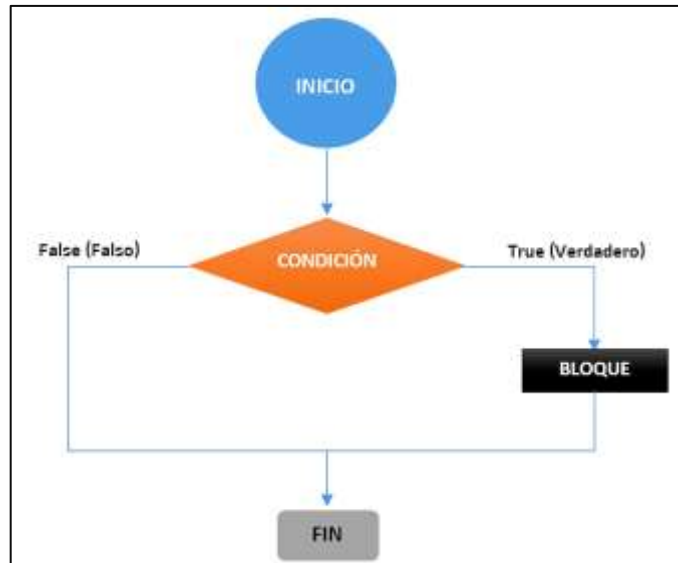 INICIO
False (Falso)
CONDICIÓN
True (Verdadero)
BLOQUE
FIN